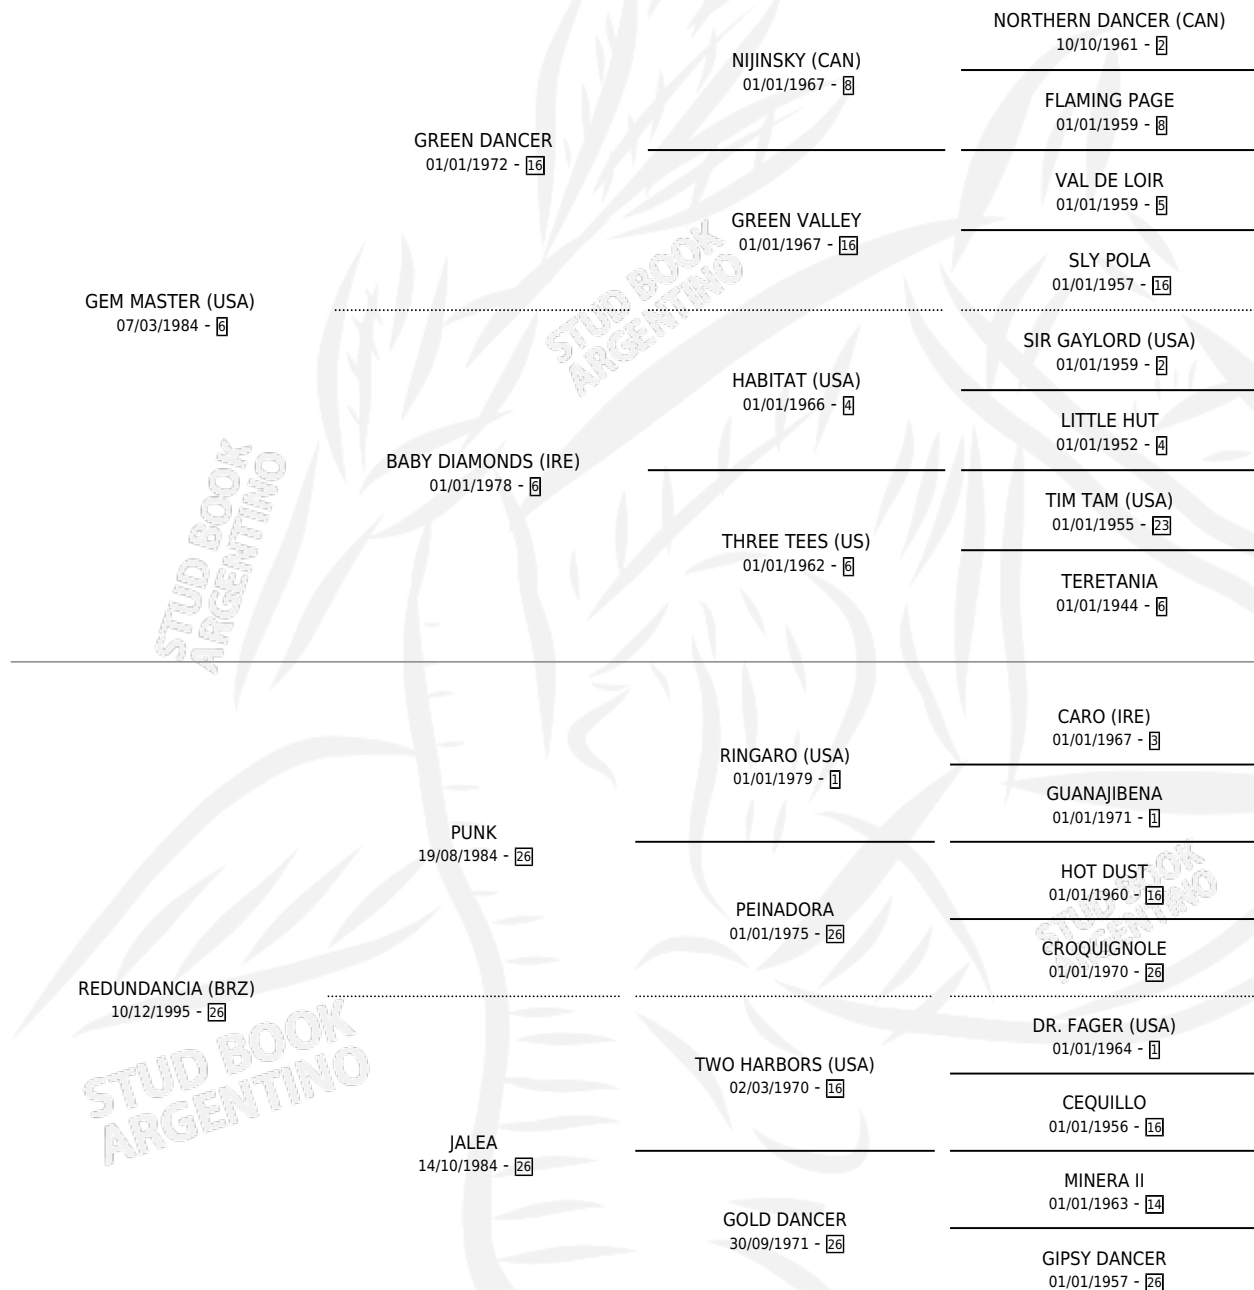 NORTHERN DANCER (CAN)
10/10/1961 - 2
NIJINSKY (CAN)
01/01/1967 - 8
FLAMING PAGE
01/01/1959 - 8
GREEN DANCER
01/01/1972 - 16
VAL DE LOIR
01/01/1959 - 5
GREEN VALLEY
01/01/1967 - 16
SLY POLA
01/01/1957 - 16
GEM MASTER (USA)
07/03/1984 - 6
SIR GAYLORD (USA)
01/01/1959 - 2
HABITAT (USA)
01/01/1966 - 4
LITTLE HUT
01/01/1952 - 4
BABY DIAMONDS (IRE)
01/01/1978 - 6
TIM TAM (USA)
01/01/1955 - 23
THREE TEES (US)
01/01/1962 - 6
TERETANIA
01/01/1944 - 6
CARO (IRE)
01/01/1967 - 3
RINGARO (USA)
01/01/1979 - 1
GUANAJIBENA
01/01/1971 - 1
PUNK
19/08/1984 - 26
HOT DUST
01/01/1960 - 16
PEINADORA
01/01/1975 - 26
CROQUIGNOLE
01/01/1970 - 26
REDUNDANCIA (BRZ)
10/12/1995 - 26
DR. FAGER (USA)
01/01/1964 - 1
TWO HARBORS (USA)
02/03/1970 - 16
CEQUILLO
01/01/1956 - 16
JALEA
14/10/1984 - 26
MINERA II
01/01/1963 - 14
GOLD DANCER
30/09/1971 - 26
GIPSY DANCER
01/01/1957 - 26
STUD BOOK
ARGENTINO
STUD BOOK
ARGENTINO
STUD BOOK
ARGENTINO
STUD BOOK
ARGENTINO